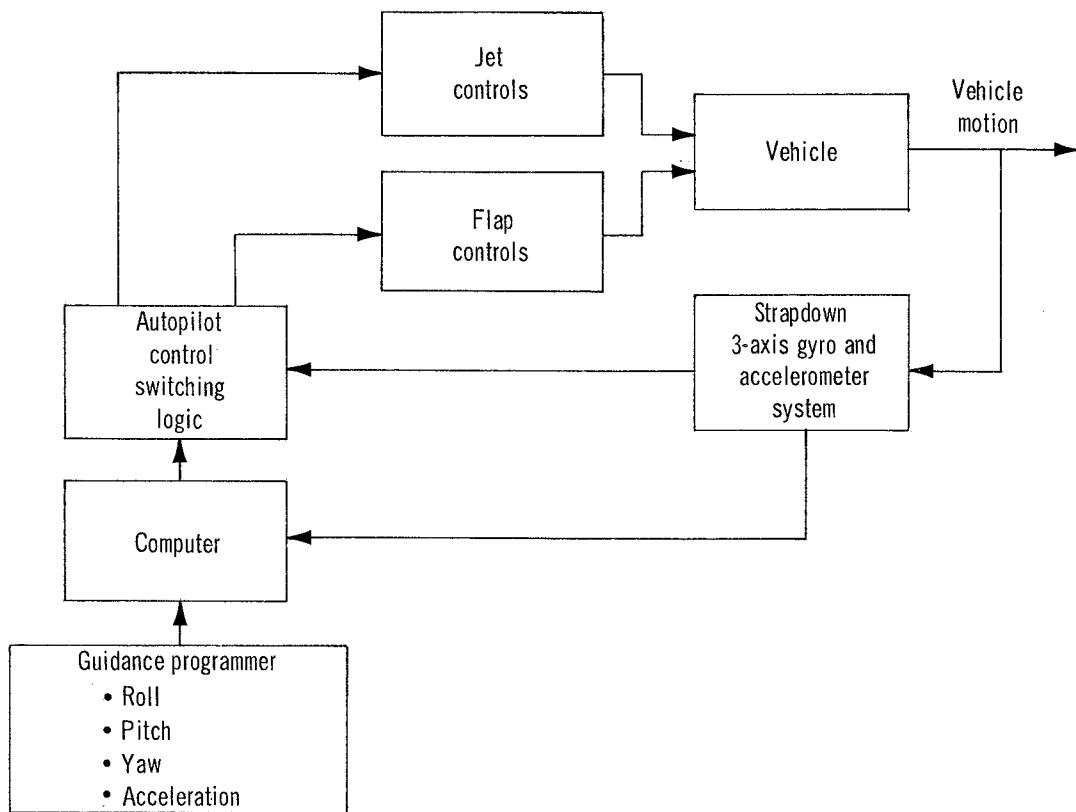 Jet
controls
Vehicle
Vehicle
motion
Flap
controls
Autopilot
control
switching
logic
Strapdown
3-axis gyro and
accelerometer
system
Computer
Guidance programmer
• Roll
• Pitch
• Yaw
• Acceleration